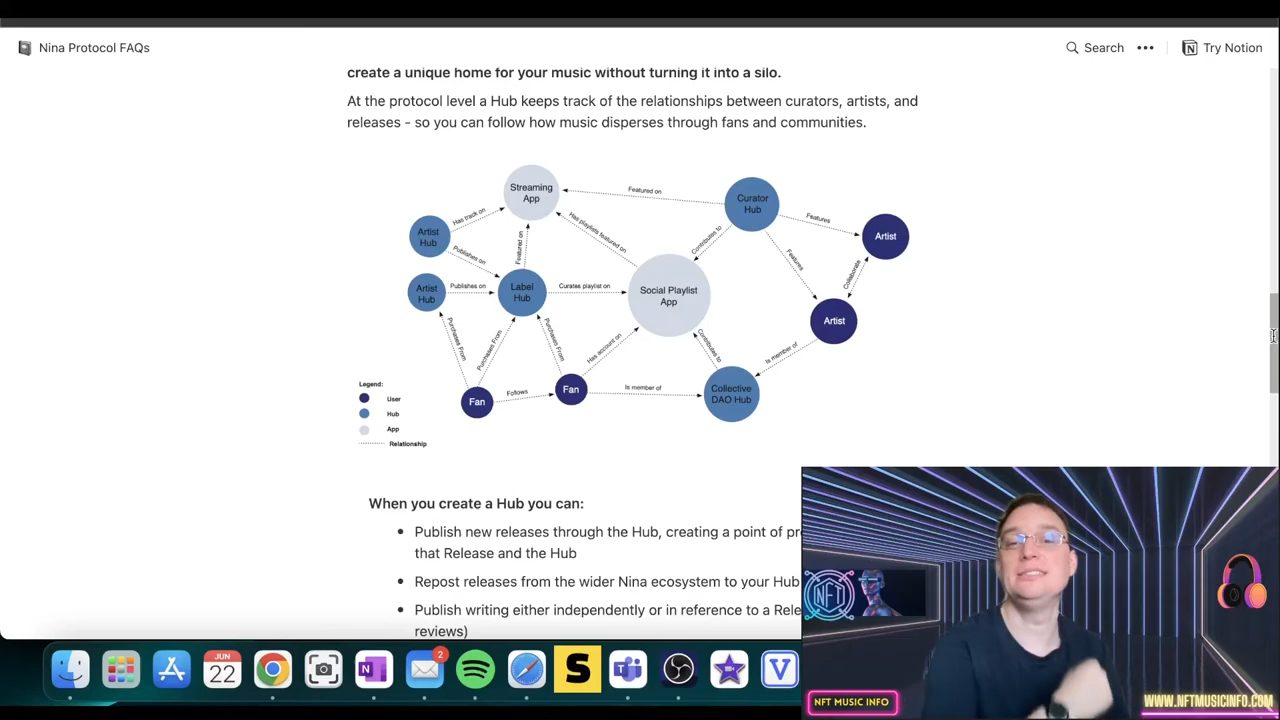 Nina Protocol FAQs
Search
Try Notion
create a unique home for your music without turning it into a silo.
At the protocol level a Hub keeps track of the relationships between curators, artists, and
releases - so you can follow how music disperses through fans and communities.
Streaming
App
Featured on
Curator
Hub
Features
Artist
Has track on
Artist
Hub
Has playlists featured on
Contributes to
Features
Collaborate
Publishes on
Featured on
Artist
Hub
Publishes on
Label
Hub
Curates playlist on
Social Playlist
App
Artist
Purchases From
Purchases From
Purchases From
Has account on
Contributes to
Is member of
Fan
Follows
Fan
Is member of
Collective
DAO Hub
Legend:
User
Hub
App
Relationship
When you create a Hub you can:
Publish new releases through the Hub, creating a point of pr
that Release and the Hub
Repost releases from the wider Nina ecosystem to your Hub
Publish writing either independently or in reference to a Rele
reviews)
NFT
JUN
22
2
S
V
NFT MUSIC INFO
WWW.NFTMUSICINFO.COM